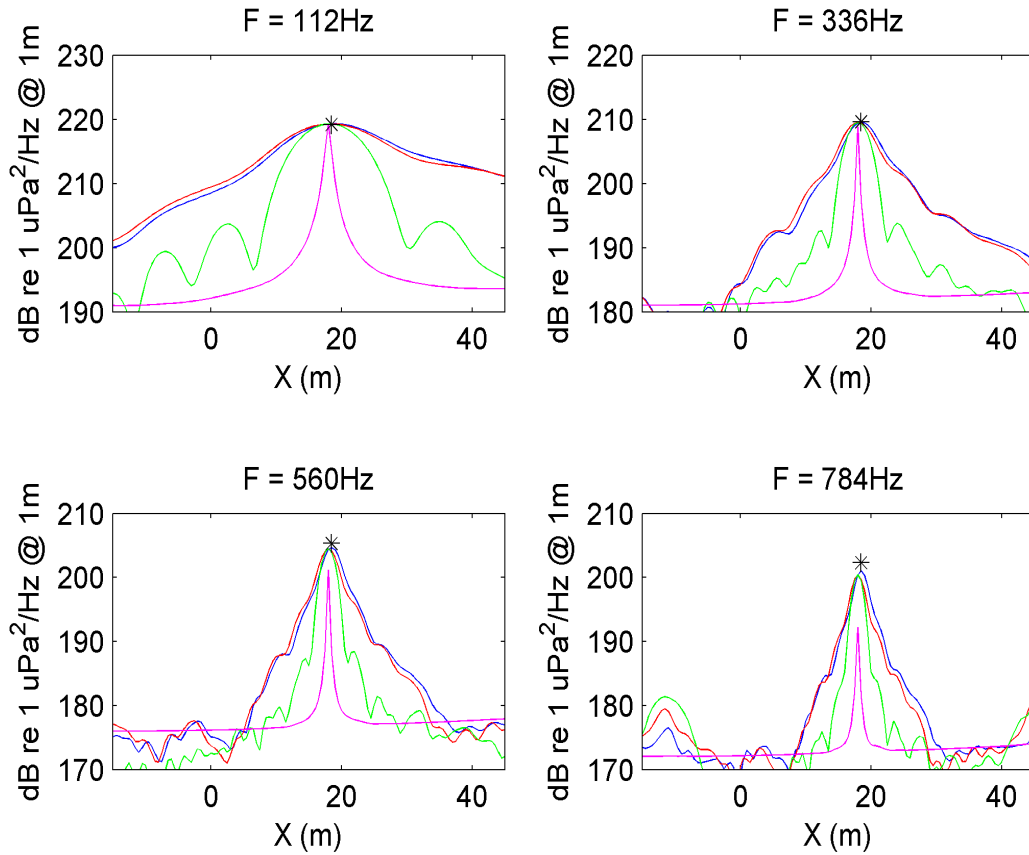 F = 112Hz
dB re 1 uPa²/Hz @ 1m
230
220
210
200
190
0
20
40
X (m)
F = 336Hz
dB re 1 uPa²/Hz @ 1m
220
210
200
190
180
0
20
40
X (m)
F = 560Hz
dB re 1 uPa²/Hz @ 1m
210
200
190
180
170
0
20
40
X (m)
F = 784Hz
dB re 1 uPa²/Hz @ 1m
210
200
190
180
170
0
20
40
X (m)